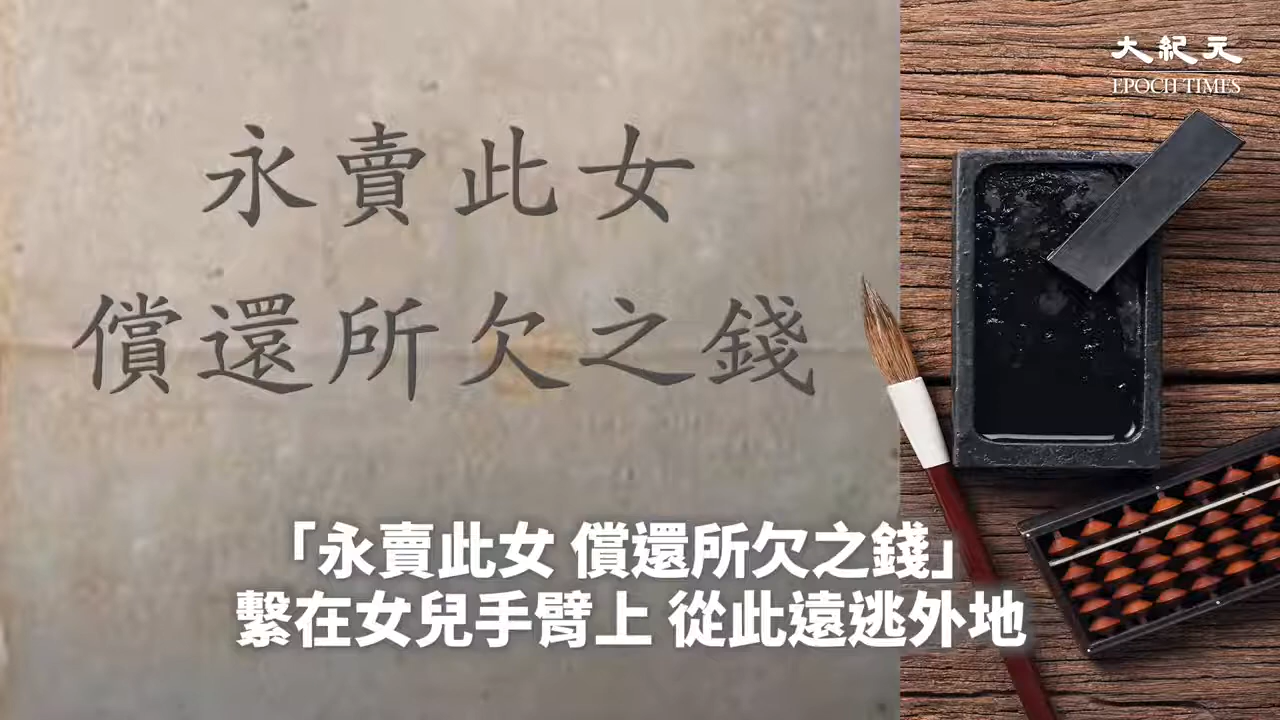 大紀元
EPOCH TIMES
永賣此女
償還所欠之錢
「永賣此女 償還所欠之錢」
繫在女兒手臂上 從此遠逃外地